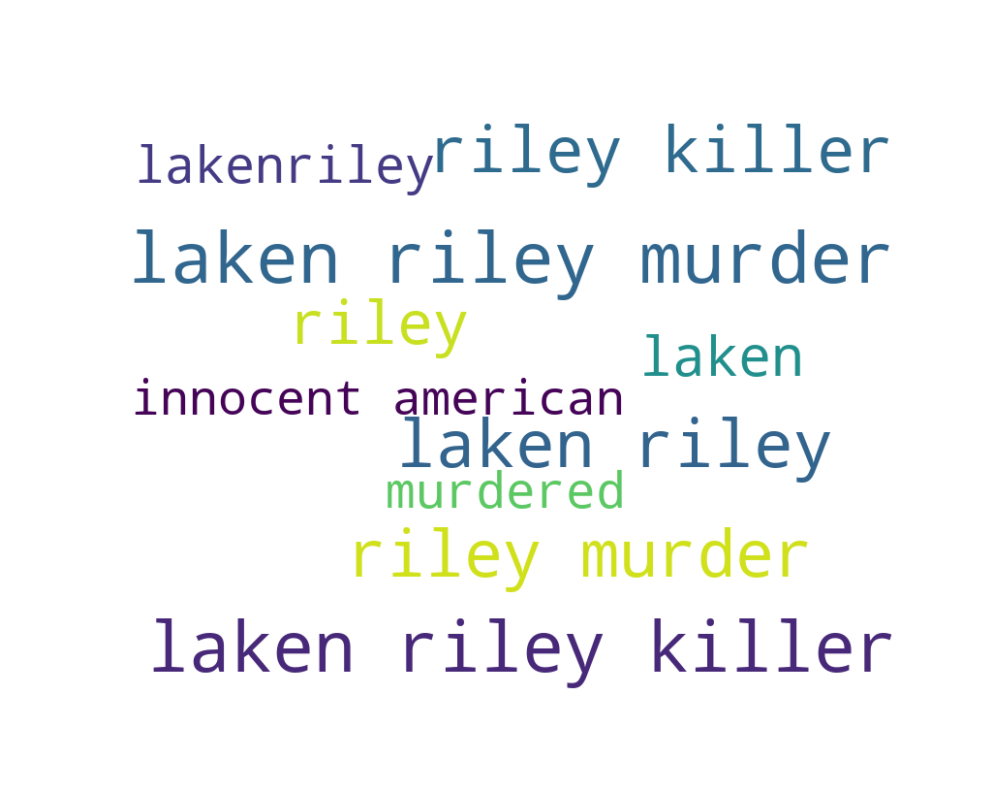 lakenriley
riley killer
laken riley murder
riley
laken
innocent american
laken riley
murdered
riley murder
laken riley killer